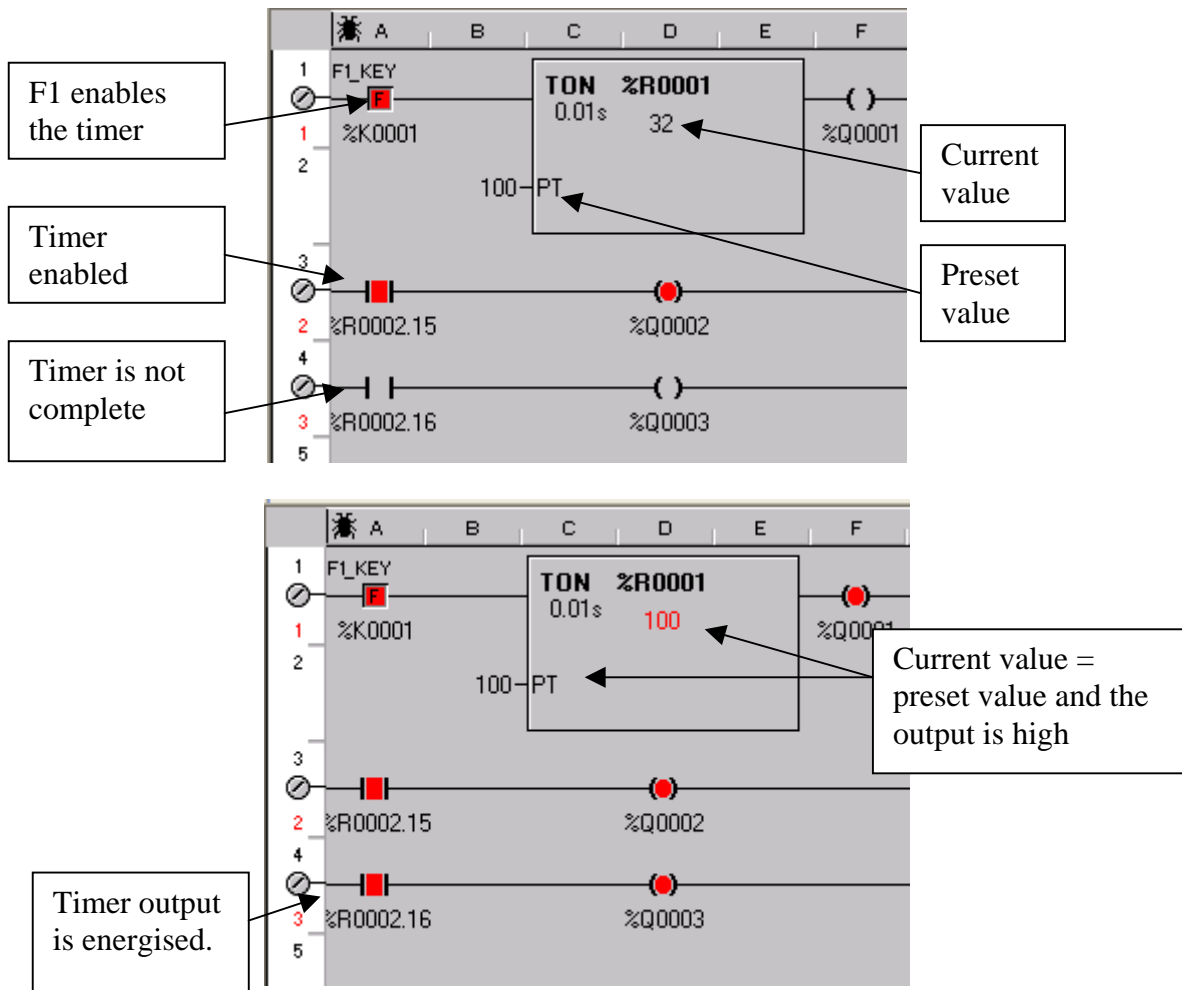 A B C D E F
1 F1_KEY
F1 enables
the timer
F
TON %R0001
0.01s
32
1 %K0001
%Q0001
Current
value
2
100 PT
Timer
enabled
3
Preset
value
2 %R0002.15 %Q0002
4
Timer is not
complete
3 %R0002.16 %Q0003
5
A B C D E F
1 F1_KEY
F
TON %R0001
0.01s
100
1 %K0001
%Q0001
2
100 PT
Current value =
preset value and the
output is high
3
2 %R0002.15 %Q0002
4
Timer output
is energised.
3 %R0002.16 %Q0003
5